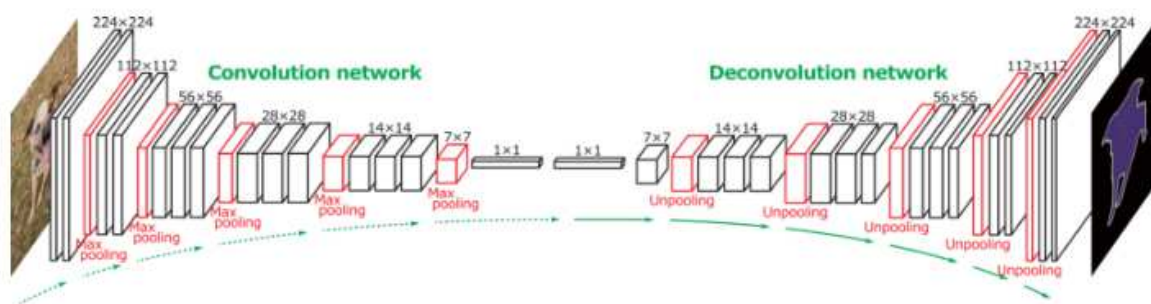 224×224
112×112
56×56
28×28
14×14
7×7
1×1
1×1
7×7
14×14
28×28
56×56
112×112
224×224
Convolution network
Deconvolution network
Max
pooling
Max
pooling
Max
pooling
Max
pooling
Max
pooling
Unpooling
Unpooling
Unpooling
Unpooling
Unpooling